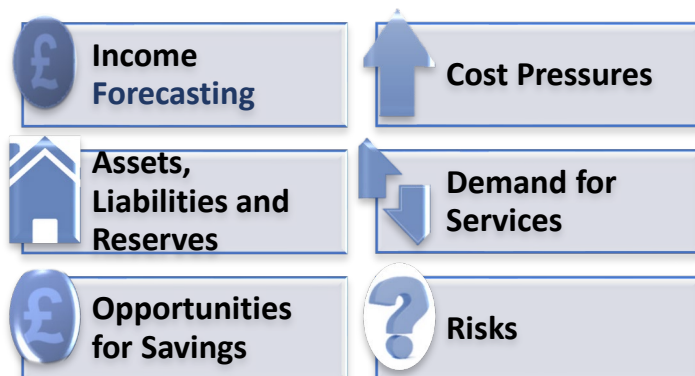 £
Income
Forecasting
Cost Pressures
Assets,
Liabilities and
Reserves
Demand for
Services
£
Opportunities
for Savings
?
Risks